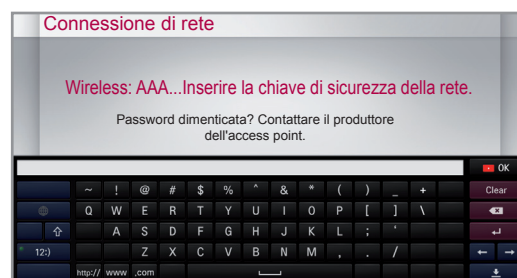 Connessione di rete
Wireless: AAA...Inserire la chiave di sicurezza della rete.
Password dimenticata? Contattare il produttore
dell'access point.
OK
~ ! @ # $ % ^ & * ( ) _ + Clear
Q W E R T Y U I O P [ ] \
A S D F G H J K L ; '
12:) Z X C V B N M , . /
http:// www .com